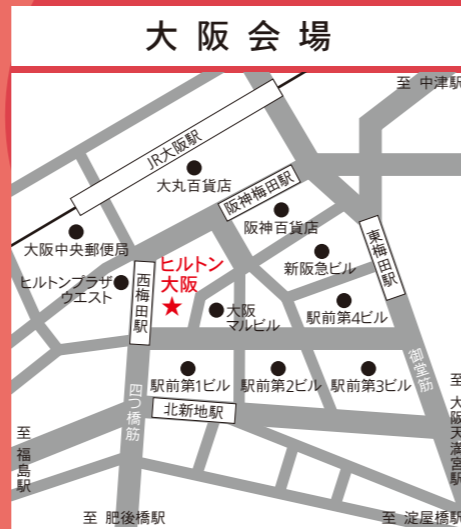 大阪会場
至 中津駅
JR大阪駅
大丸百貨店
阪神梅田駅
阪神百貨店
大阪中央郵便局
東梅田駅
新阪急ビル
ヒルトンプラザ
ウエスト
西梅田駅
ヒルトン
大阪
★
大阪
マルビル
駅前第4ビル
御堂筋
駅前第1ビル
駅前第2ビル
駅前第3ビル
四つ橋筋
北新地駅
至 大阪天満宮駅
至 福島駅
至 肥後橋駅
至 淀屋橋駅